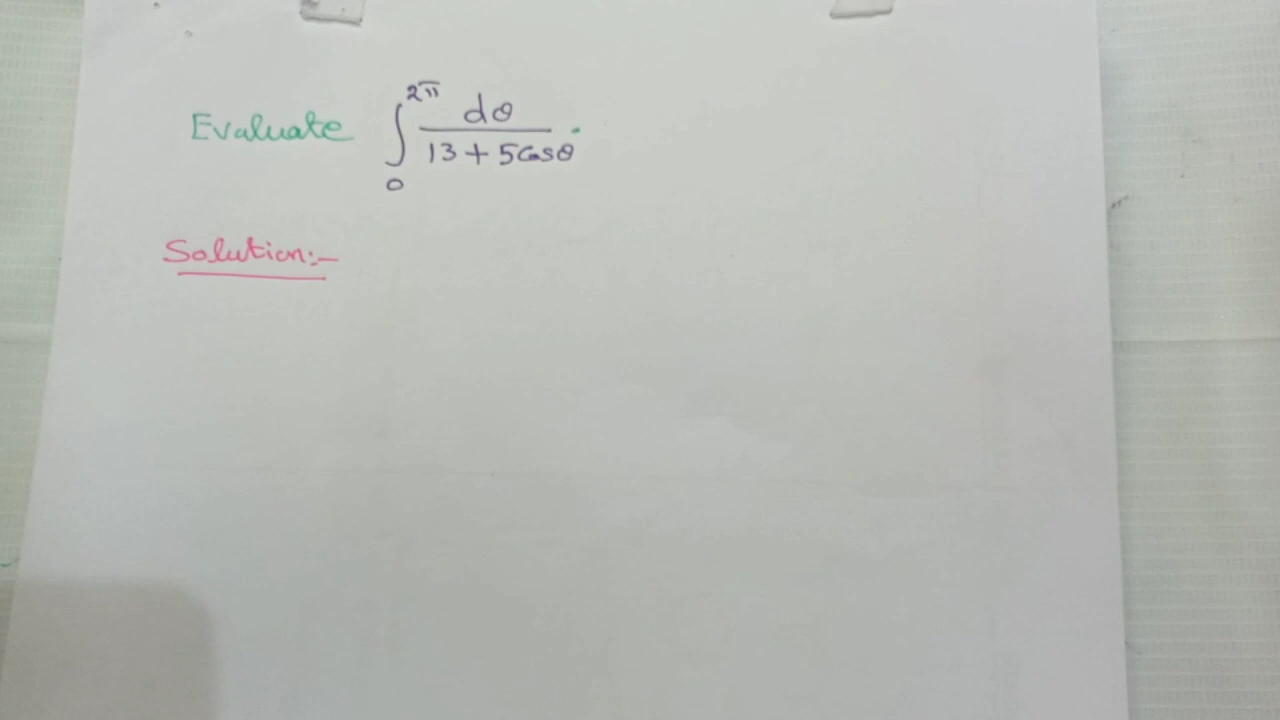 Evaluate ∫₀^{2π} dθ / (13 + 5cosθ).
Solution:-